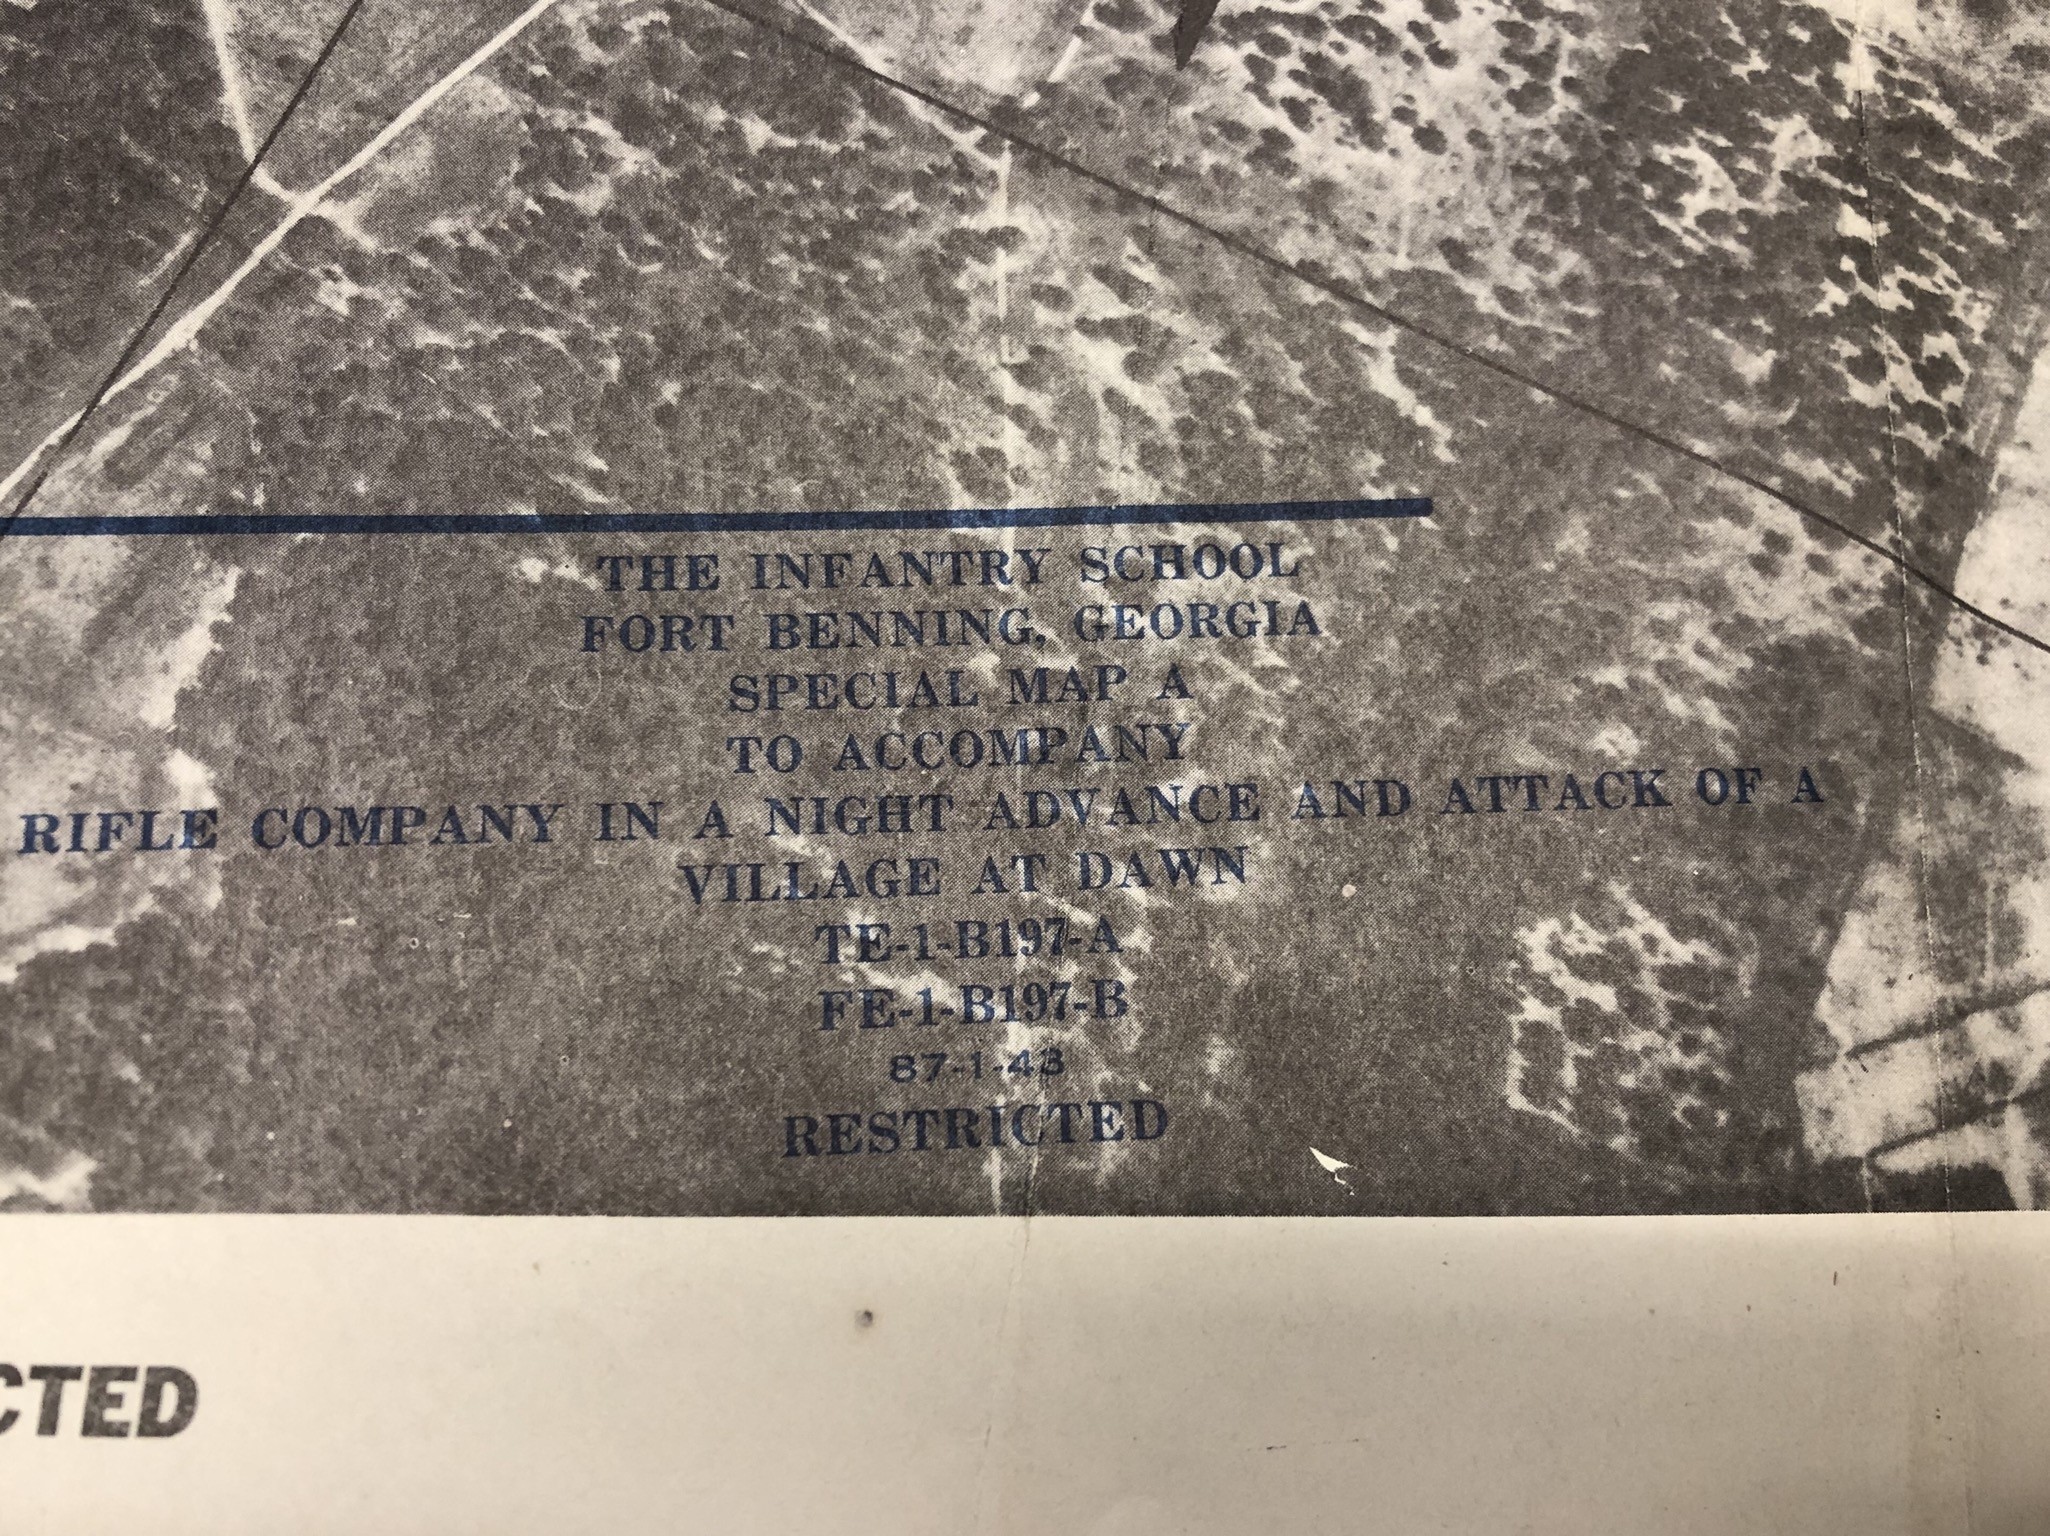 THE INFANTRY SCHOOL
FORT BENNING, GEORGIA
SPECIAL MAP A
TO ACCOMPANY
RIFLE COMPANY IN A NIGHT ADVANCE AND ATTACK OF A
VILLAGE AT DAWN
TE-1-B197-A
FE-1-B197-B
87-1-43
RESTRICTED
CTED